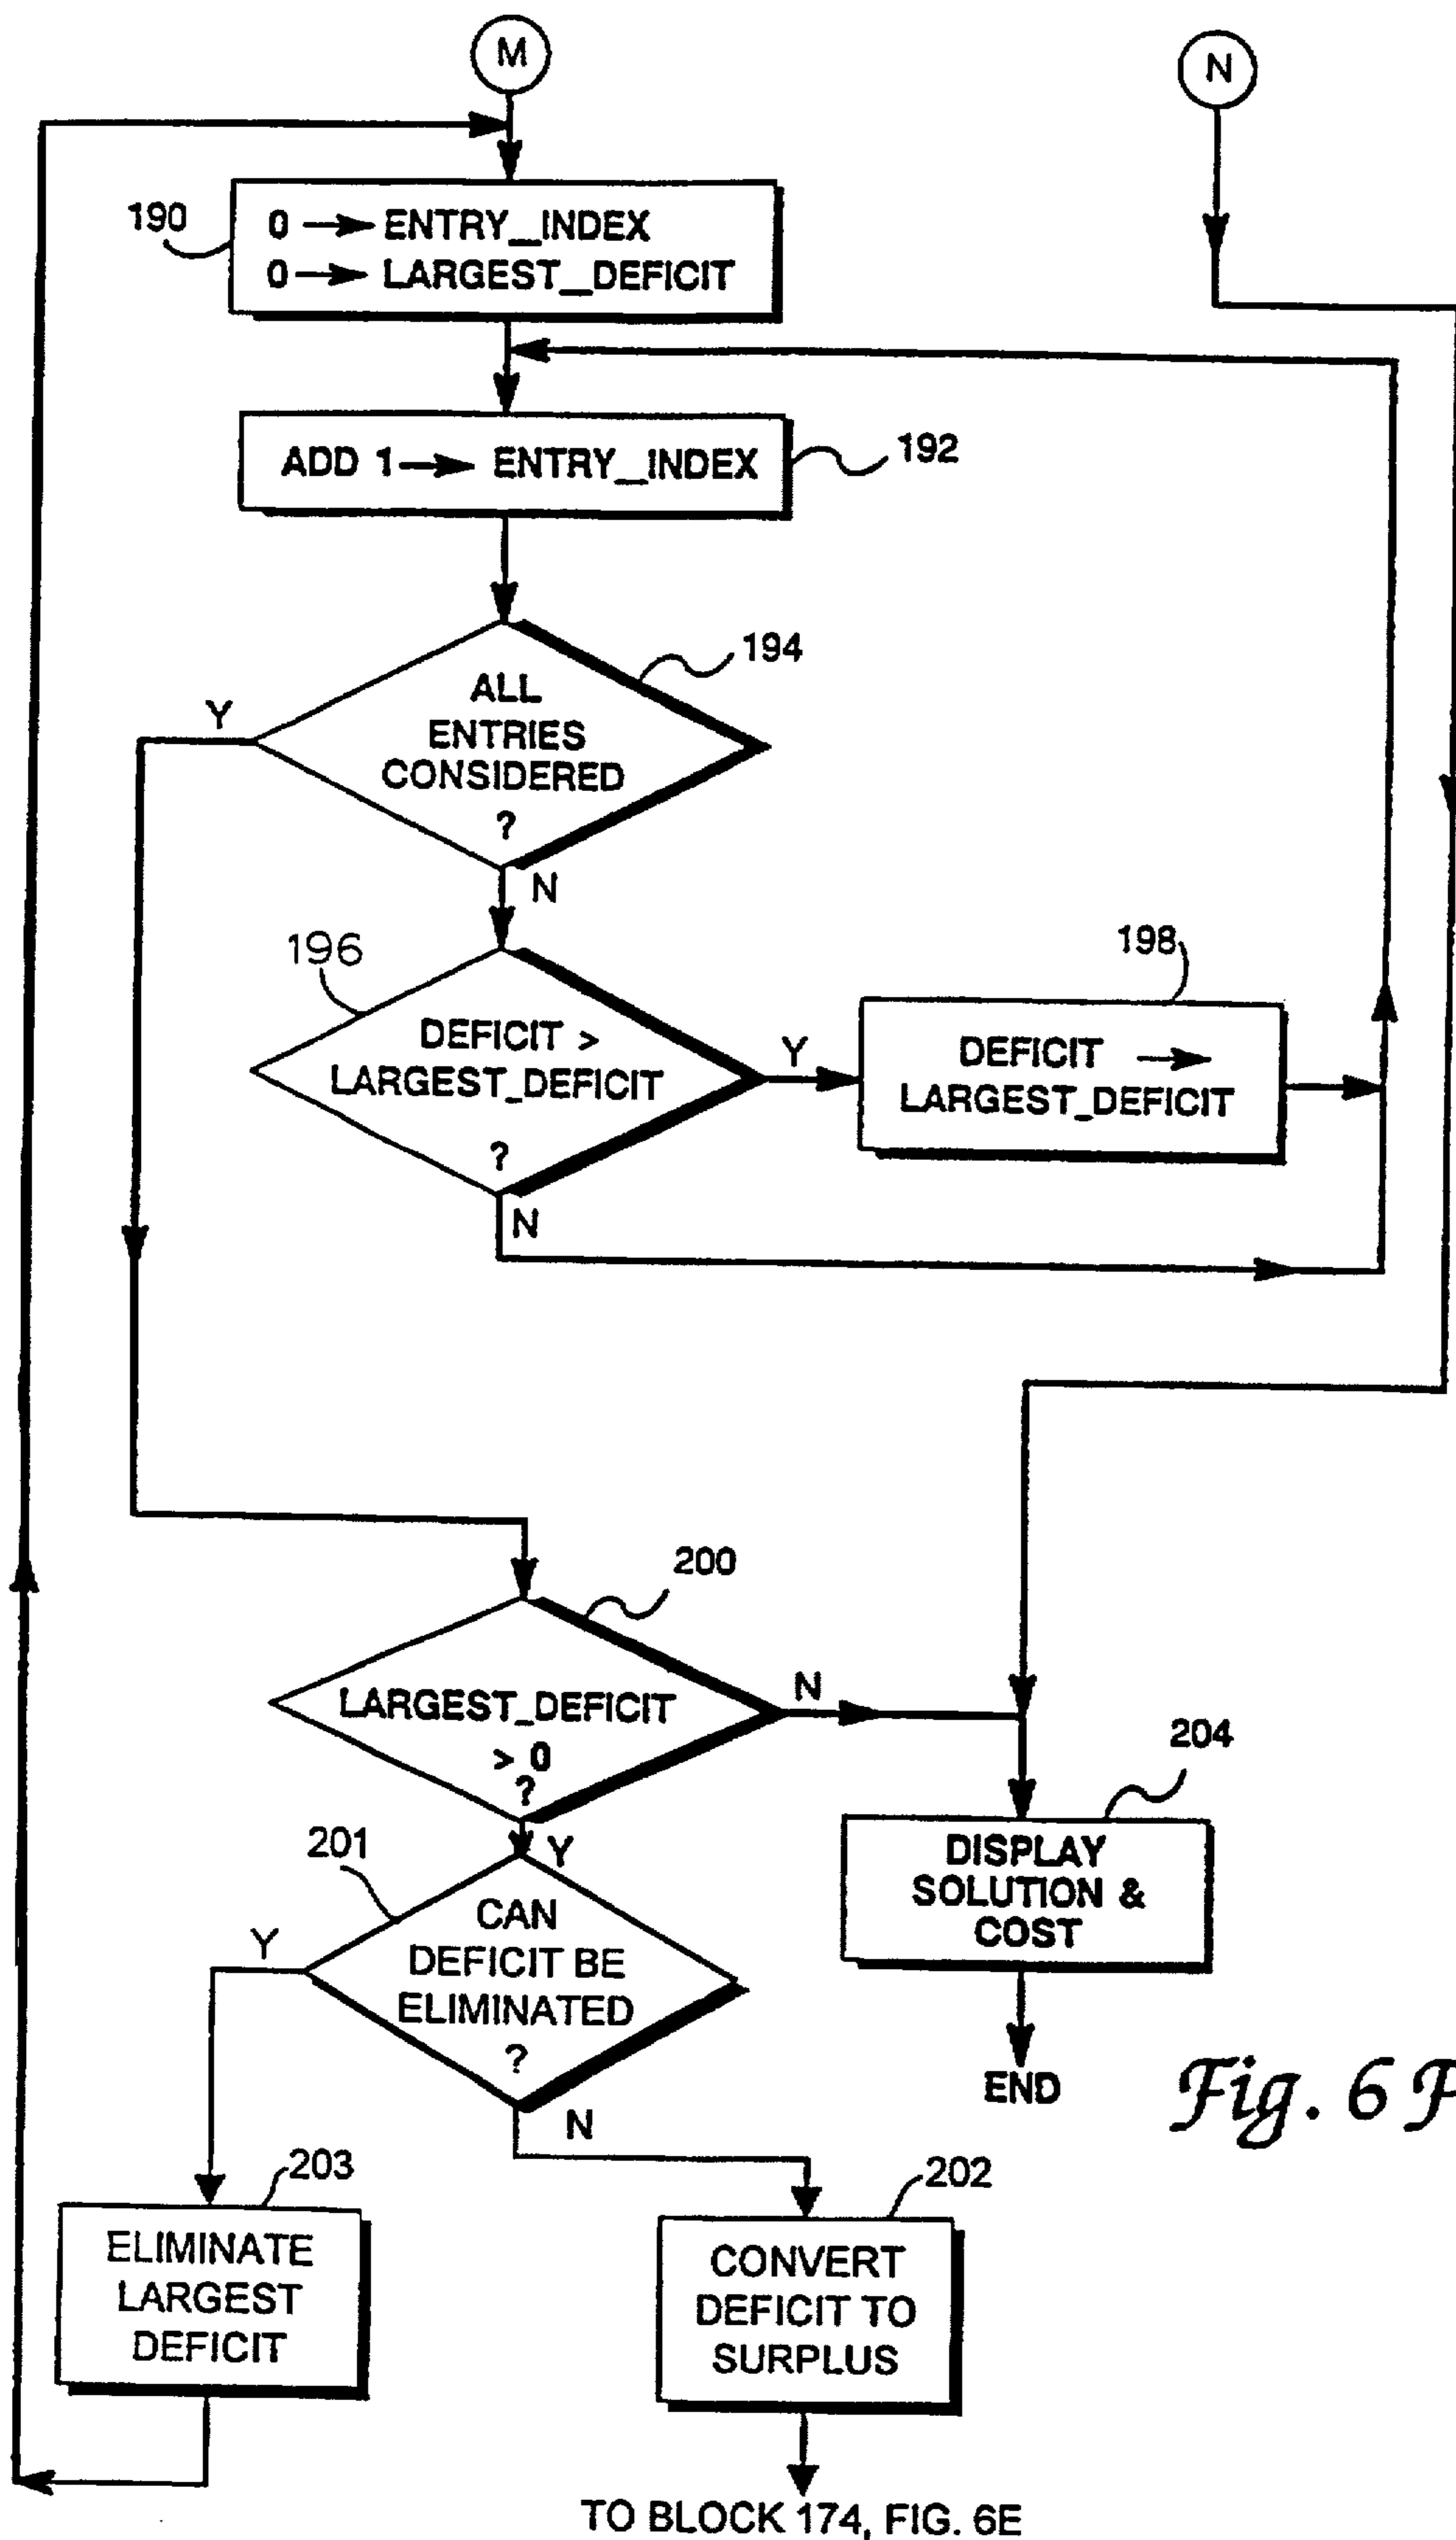 M
N
190
0 → ENTRY_INDEX
0 → LARGEST_DEFICIT
ADD 1 → ENTRY_INDEX
192
194
ALL
ENTRIES
CONSIDERED
?
Y
N
196
DEFICIT >
LARGEST_DEFICIT
?
Y
N
198
DEFICIT →
LARGEST_DEFICIT
200
LARGEST_DEFICIT
> 0
?
N
Y
204
DISPLAY
SOLUTION &
COST
END
201
CAN
DEFICIT BE
ELIMINATED
?
Y
N
Fig. 6
203
ELIMINATE
LARGEST
DEFICIT
202
CONVERT
DEFICIT TO
SURPLUS
TO BLOCK 174, FIG. 6E